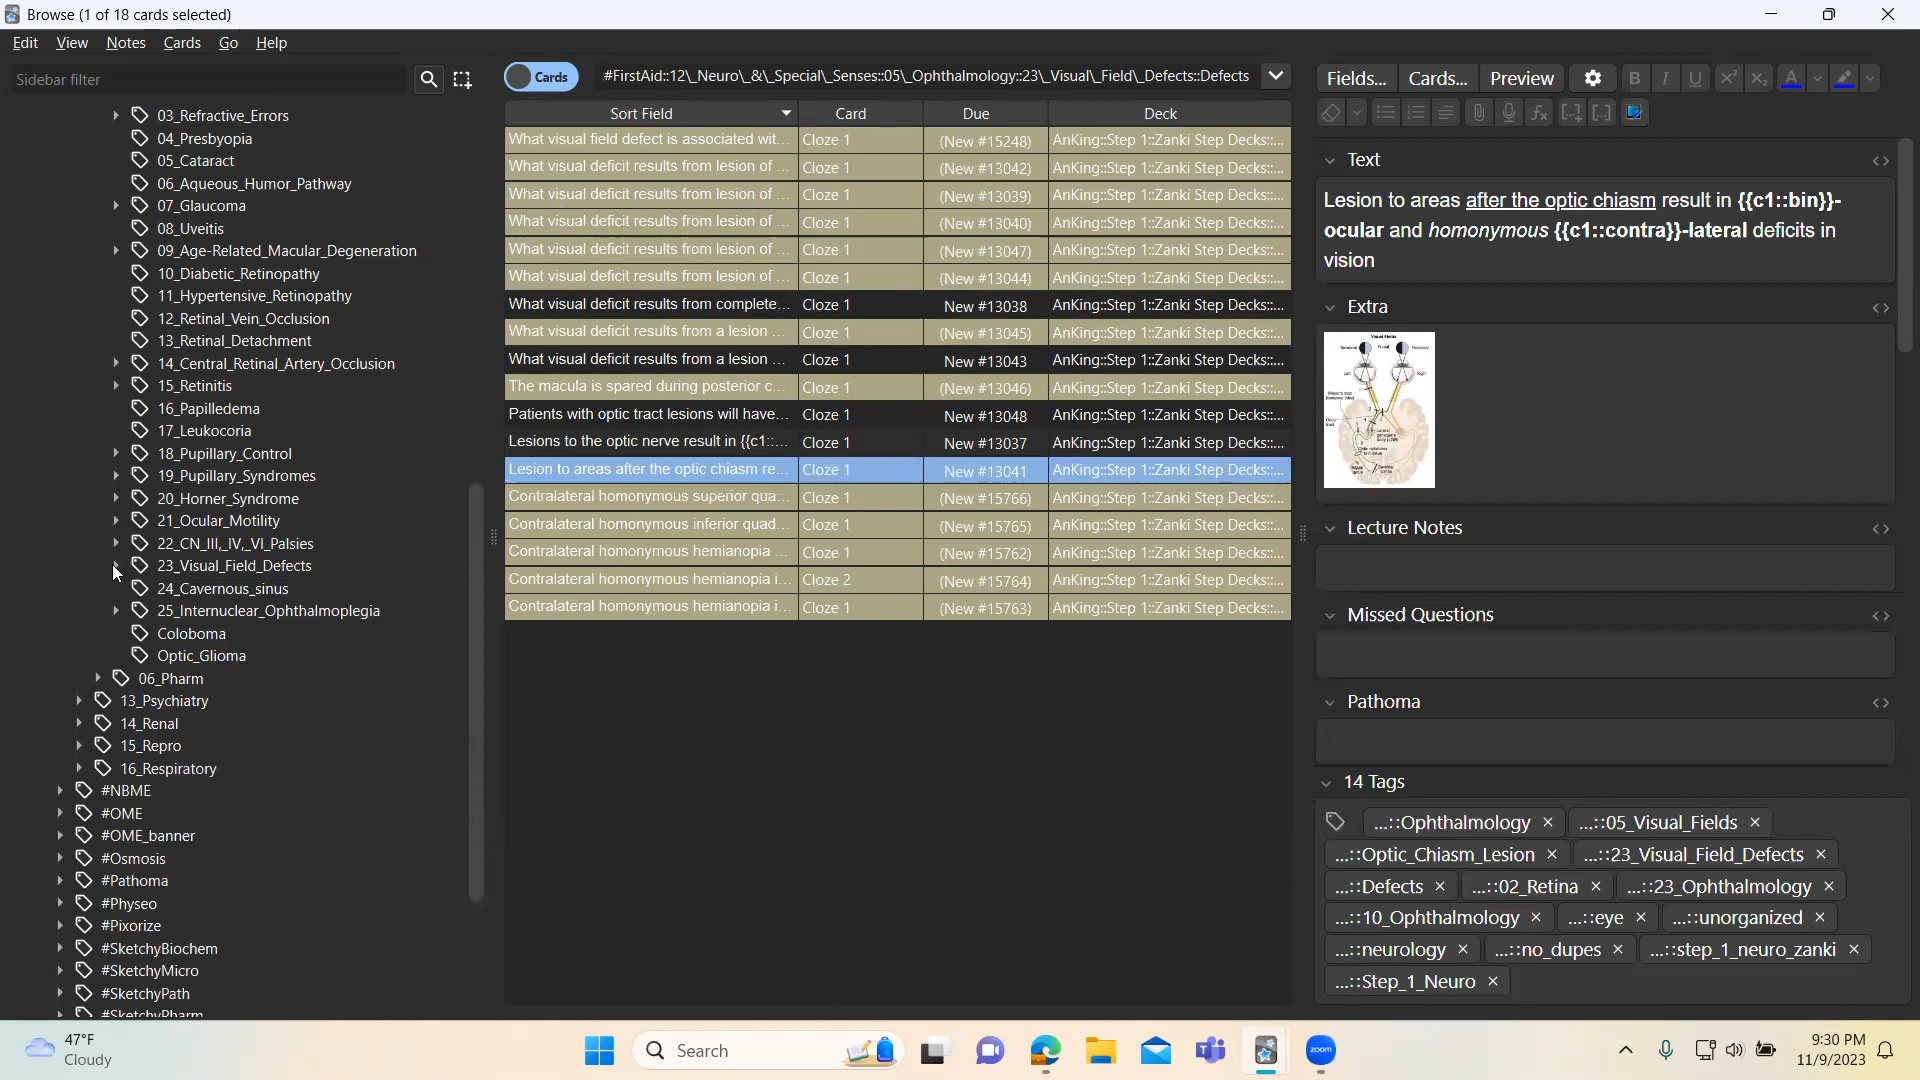 Browse (1 of 18 cards selected)
Edit View Notes Cards Go Help
Sidebar filter
03_Refractive_Errors
04_Presbyopia
05_Cataract
06_Aqueous_Humor_Pathway
07_Glaucoma
08_Uveitis
09_Age-Related_Macular_Degeneration
10_Diabetic_Retinopathy
11_Hypertensive_Retinopathy
12_Retinal_Vein_Occlusion
13_Retinal_Detachment
14_Central_Retinal_Artery_Occlusion
15_Retinitis
16_Papilledema
17_Leukocoria
18_Pupillary_Control
19_Pupillary_Syndromes
20_Horner_Syndrome
21_Ocular_Motility
22_CN_III,_IV,_VI_Palsies
23_Visual_Field_Defects
24_Cavernous_sinus
25_Internuclear_Ophthalmoplegia
Coloboma
Optic_Glioma
06_Pharm
13_Psychiatry
14_Renal
15_Repro
16_Respiratory
#NBME
#OME
#OME_banner
#Osmosis
#Pathoma
#Physeo
#Pixorize
#SketchyBiochem
#SketchyMicro
#SketchyPath
#SketchyPharm
Cards #FirstAid::12\_Neuro\_&\_Special\_Senses::05\_Ophthalmology::23\_Visual\_Field\_Defects::Defects
Sort Field Card Due Deck
What visual field defect is associated wit... Cloze 1 (New #15248) AnKing::Step 1::Zanki Step Decks::...
What visual deficit results from lesion of ... Cloze 1 (New #13042) AnKing::Step 1::Zanki Step Decks::...
What visual deficit results from lesion of ... Cloze 1 (New #13039) AnKing::Step 1::Zanki Step Decks::...
What visual deficit results from lesion of ... Cloze 1 (New #13040) AnKing::Step 1::Zanki Step Decks::...
What visual deficit results from lesion of ... Cloze 1 (New #13047) AnKing::Step 1::Zanki Step Decks::...
What visual deficit results from lesion of ... Cloze 1 (New #13044) AnKing::Step 1::Zanki Step Decks::...
What visual deficit results from complete... Cloze 1 New #13038 AnKing::Step 1::Zanki Step Decks::...
What visual deficit results from a lesion ... Cloze 1 (New #13045) AnKing::Step 1::Zanki Step Decks::...
What visual deficit results from a lesion ... Cloze 1 New #13043 AnKing::Step 1::Zanki Step Decks::...
The macula is spared during posterior c... Cloze 1 (New #13046) AnKing::Step 1::Zanki Step Decks::...
Patients with optic tract lesions will have... Cloze 1 New #13048 AnKing::Step 1::Zanki Step Decks::...
Lesions to the optic nerve result in {{c1::... Cloze 1 New #13037 AnKing::Step 1::Zanki Step Decks::...
Lesion to areas after the optic chiasm re... Cloze 1 New #13041 AnKing::Step 1::Zanki Step Decks::...
Contralateral homonymous superior qua... Cloze 1 (New #15766) AnKing::Step 1::Zanki Step Decks::...
Contralateral homonymous inferior quad... Cloze 1 (New #15765) AnKing::Step 1::Zanki Step Decks::...
Contralateral homonymous hemianopia ... Cloze 1 (New #15762) AnKing::Step 1::Zanki Step Decks::...
Contralateral homonymous hemianopia i... Cloze 2 (New #15764) AnKing::Step 1::Zanki Step Decks::...
Contralateral homonymous hemianopia i... Cloze 1 (New #15763) AnKing::Step 1::Zanki Step Decks::...
Fields... Cards... Preview B I U
Text
Lesion to areas after the optic chiasm result in {{c1::bin}}-
ocular and homonymous {{c1::contra}}-lateral deficits in
vision
Extra
Visual Fields
Lecture Notes
Missed Questions
Pathoma
14 Tags
...::Ophthalmology × ...::05_Visual_Fields ×
...::Optic_Chiasm_Lesion × ...::23_Visual_Field_Defects ×
...::Defects × ...::02_Retina × ...::23_Ophthalmology ×
...::10_Ophthalmology × ...::eye × ...::unorganized ×
...::neurology × ...::no_dupes × ...::step_1_neuro_zanki ×
...::Step_1_Neuro ×
47°F
Cloudy
Search
zoom
9:30 PM
11/9/2023